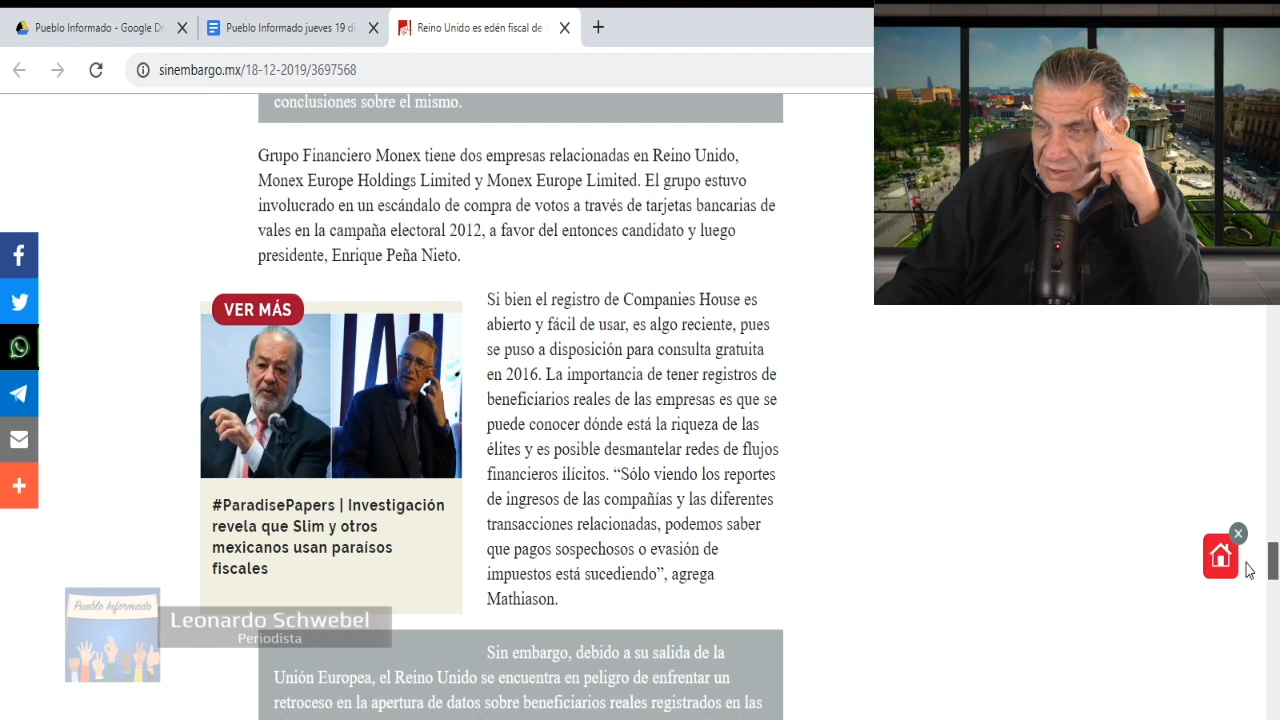 Pueblo Informado - Google Dr
Pueblo Informado jueves 19 d
Reino Unido es edén fiscal de
sinembargo.mx/18-12-2019/3697568
conclusiones sobre el mismo.
Grupo Financiero Monex tiene dos empresas relacionadas en Reino Unido,
Monex Europe Holdings Limited y Monex Europe Limited. El grupo estuvo
involucrado en un escándalo de compra de votos a través de tarjetas bancarias de
vales en la campaña electoral 2012, a favor del entonces candidato y luego
presidente, Enrique Peña Nieto.
VER MÁS
#ParadisePapers | Investigación
revela que Slim y otros
mexicanos usan paraísos
fiscales
Si bien el registro de Companies House es
abierto y fácil de usar, es algo reciente, pues
se puso a disposición para consulta gratuita
en 2016. La importancia de tener registros de
beneficiarios reales de las empresas es que se
puede conocer dónde está la riqueza de las
élites y es posible desmantelar redes de flujos
financieros ilícitos. “Sólo viendo los reportes
de ingresos de las compañías y las diferentes
transacciones relacionadas, podemos saber
que pagos sospechosos o evasión de
impuestos está sucediendo”, agrega
Mathiason.
Pueblo Informado
Leonardo Schwebel
Periodista
Sin embargo, debido a su salida de la
Unión Europea, el Reino Unido se encuentra en peligro de enfrentar un
retroceso en la apertura de datos sobre beneficiarios reales registrados en las